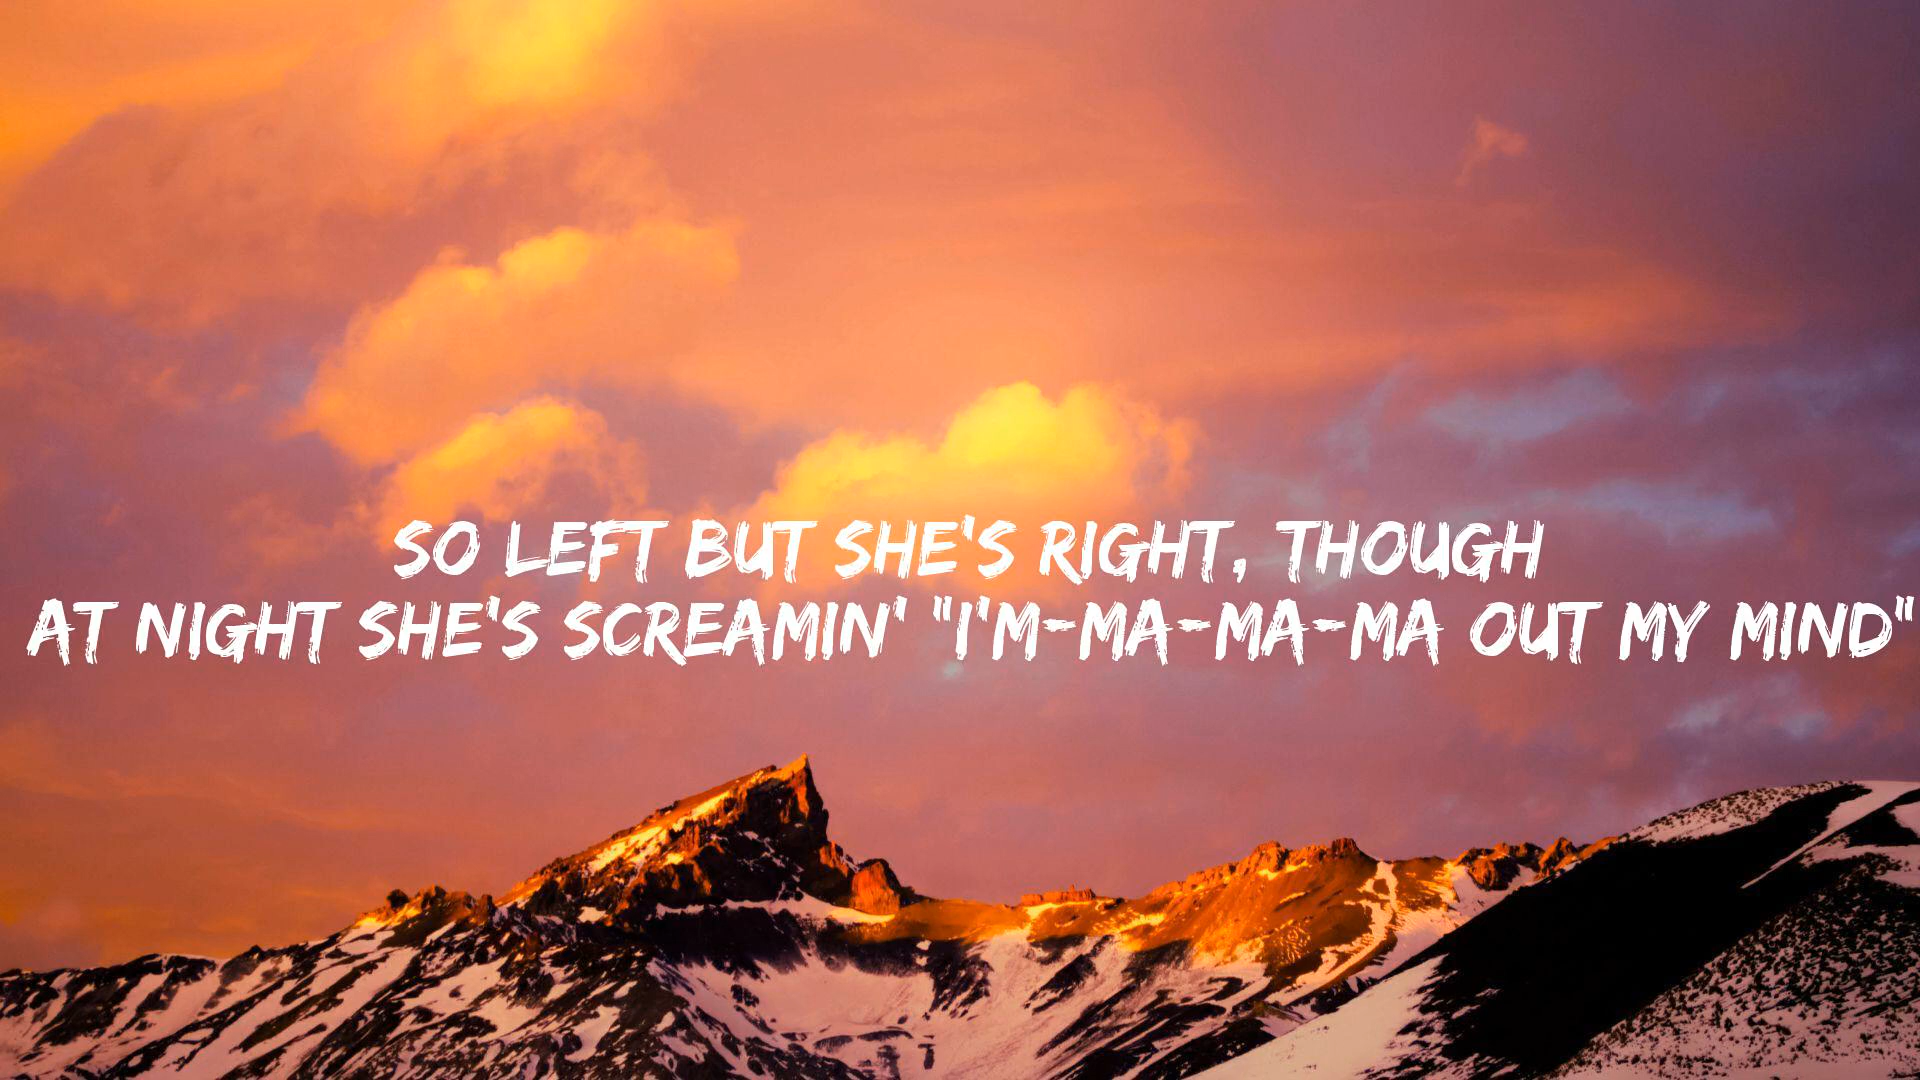 SO LEFT BUT SHE'S RIGHT, THOUGH
AT NIGHT SHE'S SCREAMIN' "I'M-MA-MA-MA OUT MY MIND"